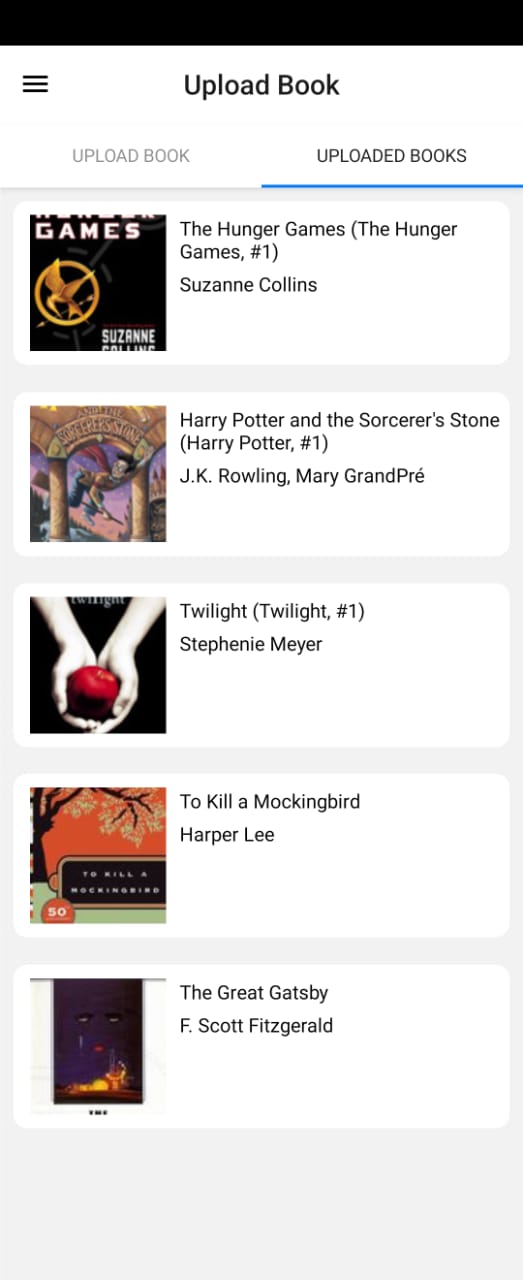 Upload Book
UPLOAD BOOK
UPLOADED BOOKS
GAMES
SUZANNE
COLLINS
The Hunger Games (The Hunger
Games, #1)
Suzanne Collins
AND THE
SORCERER'S STONE
Harry Potter and the Sorcerer's Stone
(Harry Potter, #1)
J.K. Rowling, Mary GrandPré
twilight
Twilight (Twilight, #1)
Stephenie Meyer
TO KILL A
MOCKINGBIRD
50
To Kill a Mockingbird
Harper Lee
THE
The Great Gatsby
F. Scott Fitzgerald